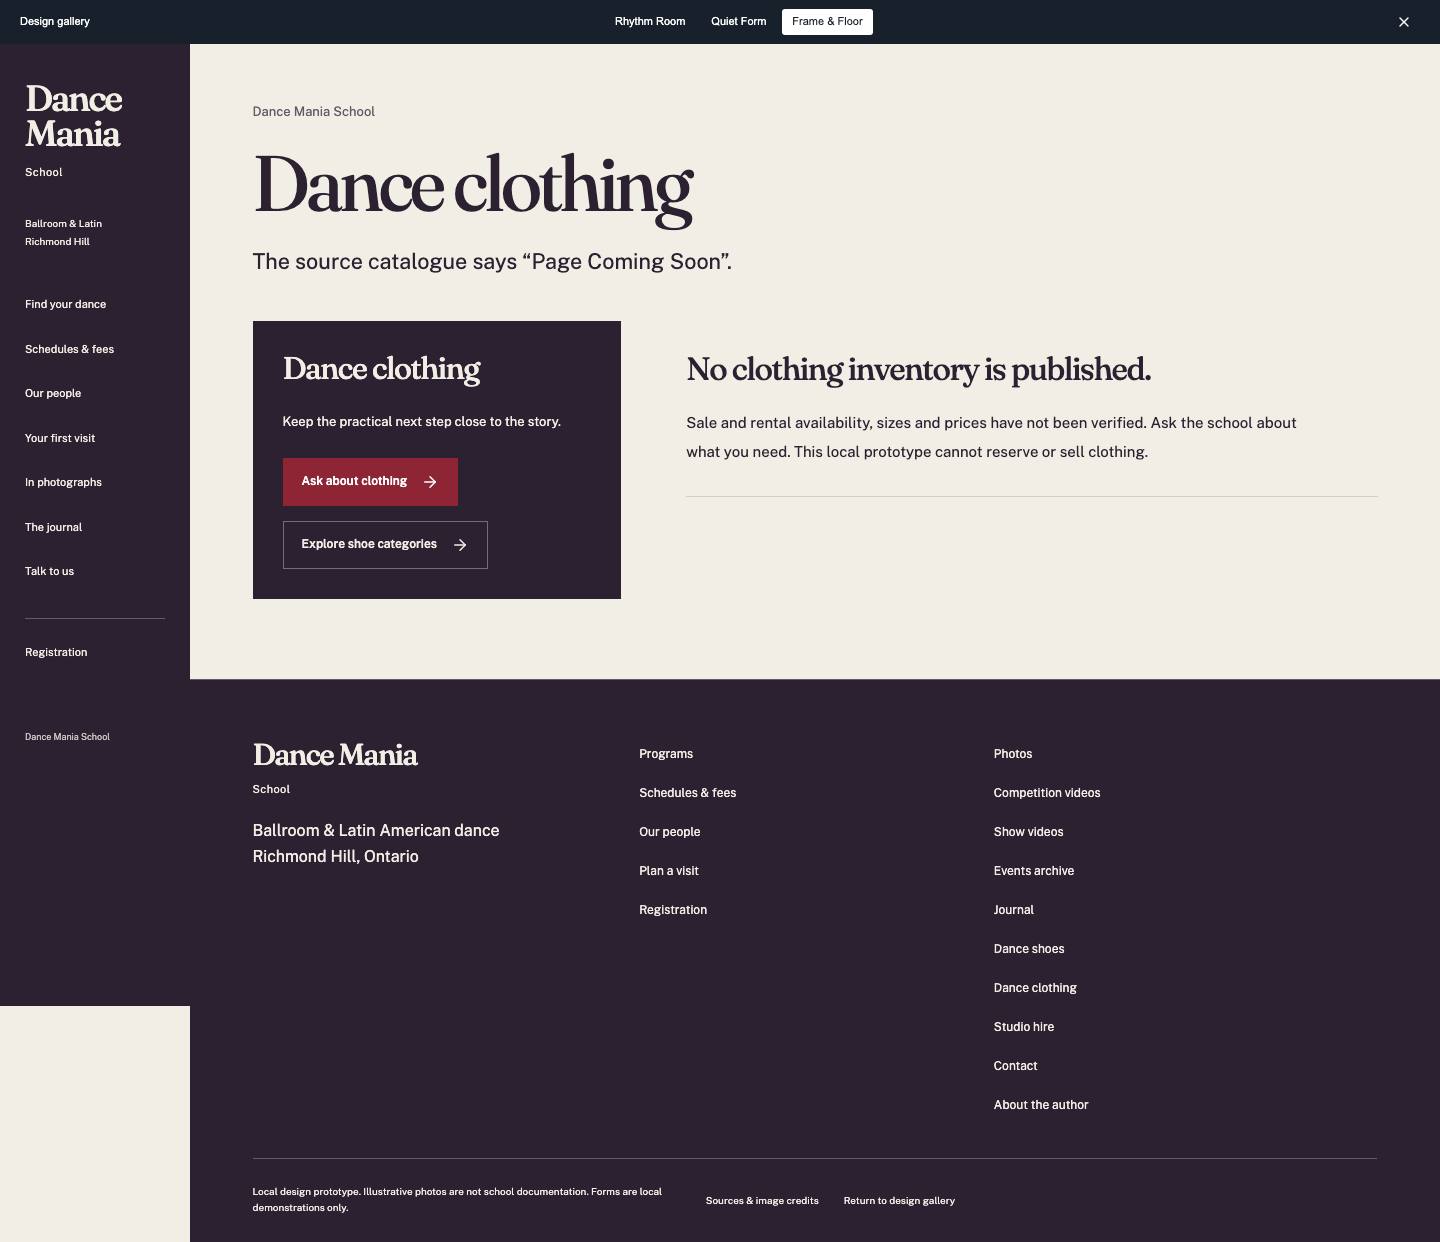 Design gallery
Rhythm Room
Quiet Form
Frame & Floor
Dance
Mania
School
Ballroom & Latin
Richmond Hill
Find your dance
Schedules & fees
Our people
Your first visit
In photographs
The journal
Talk to us
Registration
Dance Mania School
Dance Mania School
Dance clothing
The source catalogue says “Page Coming Soon”.
Dance clothing
Keep the practical next step close to the story.
Ask about clothing
Explore shoe categories
No clothing inventory is published.
Sale and rental availability, sizes and prices have not been verified. Ask the school about
what you need. This local prototype cannot reserve or sell clothing.
Dance Mania
School
Ballroom & Latin American dance
Richmond Hill, Ontario
Programs
Schedules & fees
Our people
Plan a visit
Registration
Photos
Competition videos
Show videos
Events archive
Journal
Dance shoes
Dance clothing
Studio hire
Contact
About the author
Local design prototype. Illustrative photos are not school documentation. Forms are local
demonstrations only.
Sources & image credits
Return to design gallery